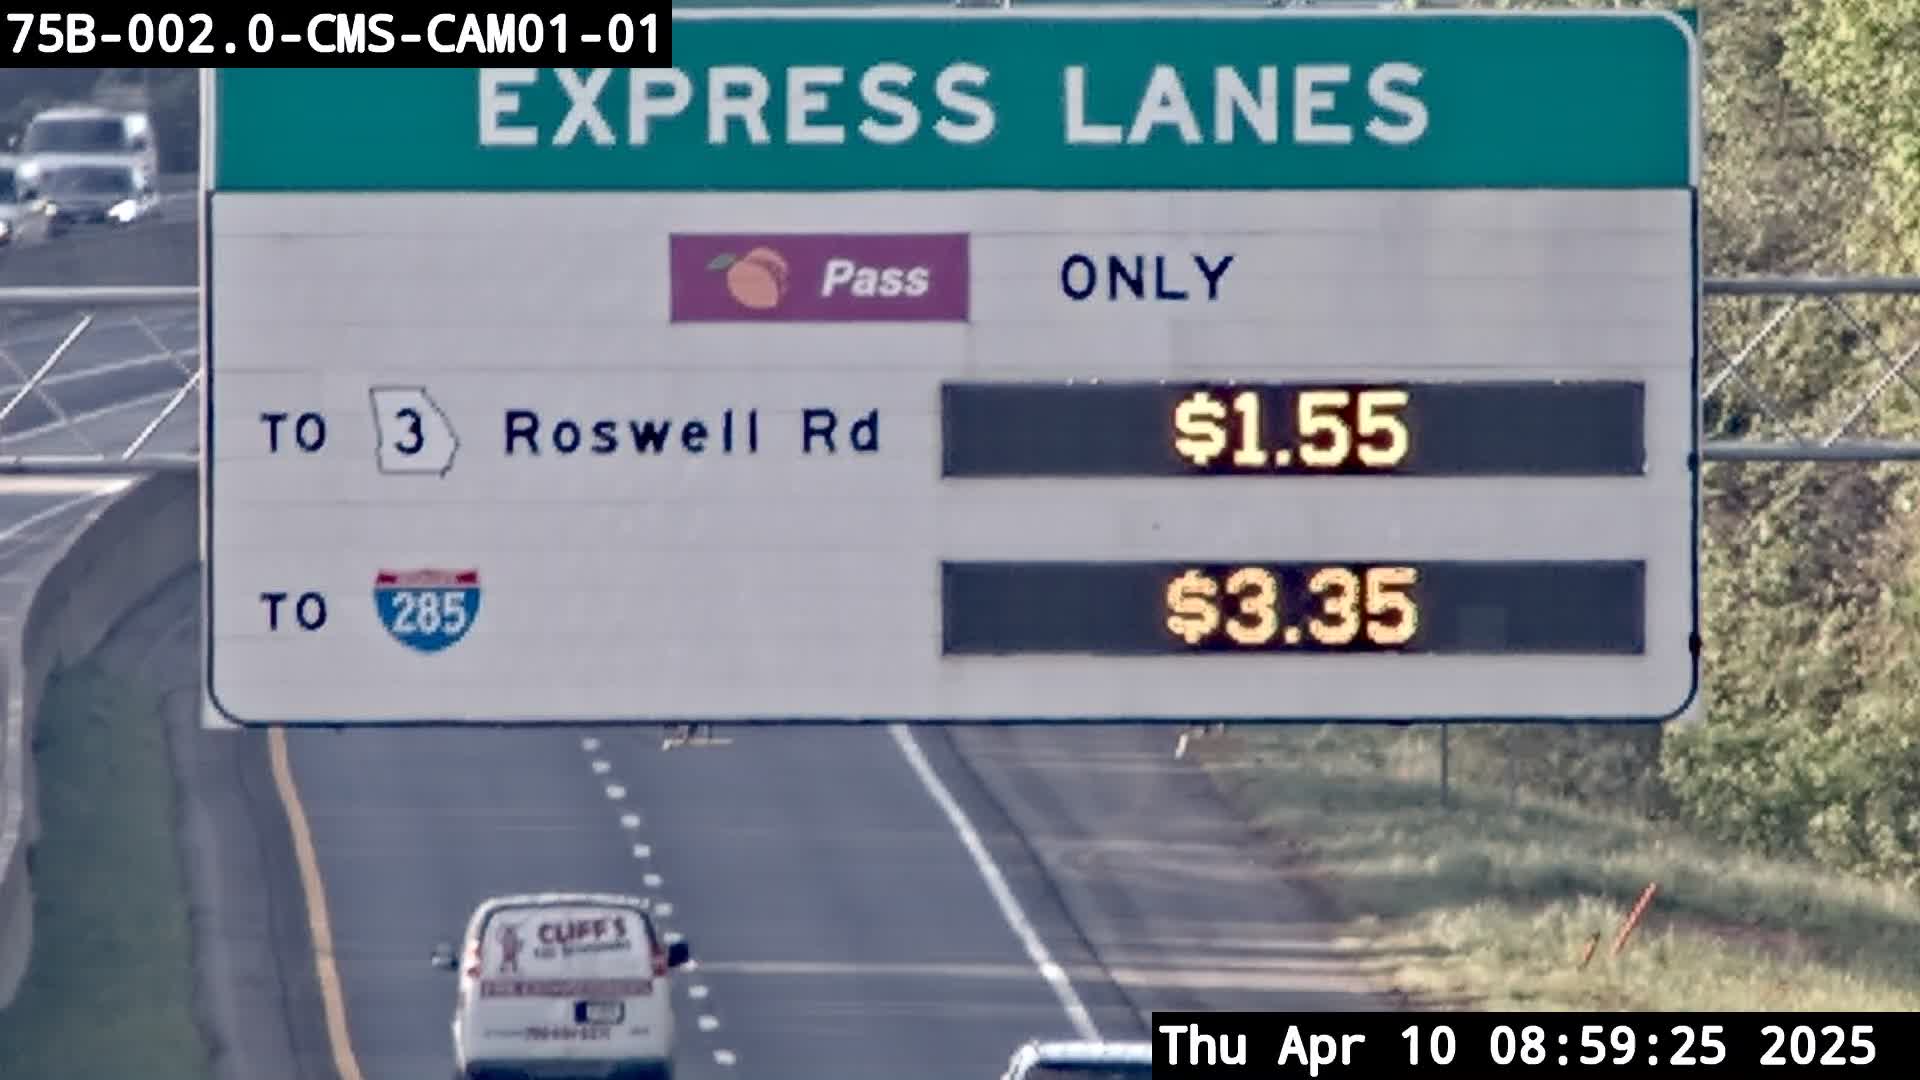 75B-002.0-CMS-CAM01-01
EXPRESS LANES
Pass ONLY
TO 3 Roswell Rd $1.55
TO 285 $3.35
CLIFF'S
Thu Apr 10 08:59:25 2025